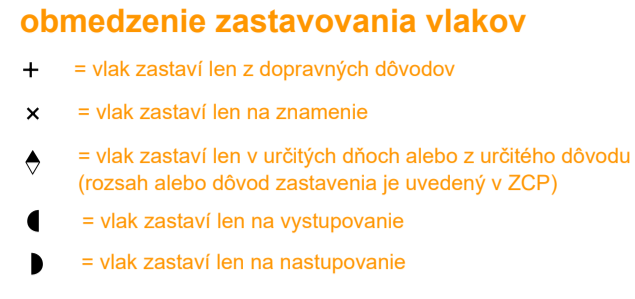 obmedzenie zastavovania vlakov
+ = vlak zastaví len z dopravných dôvodov
× = vlak zastaví len na znamenie
⬘ = vlak zastaví len v určitých dňoch alebo z určitého dôvodu
(rozsah alebo dôvod zastavenia je uvedený v ZCP)
◖ = vlak zastaví len na vystupovanie
◗ = vlak zastaví len na nastupovanie